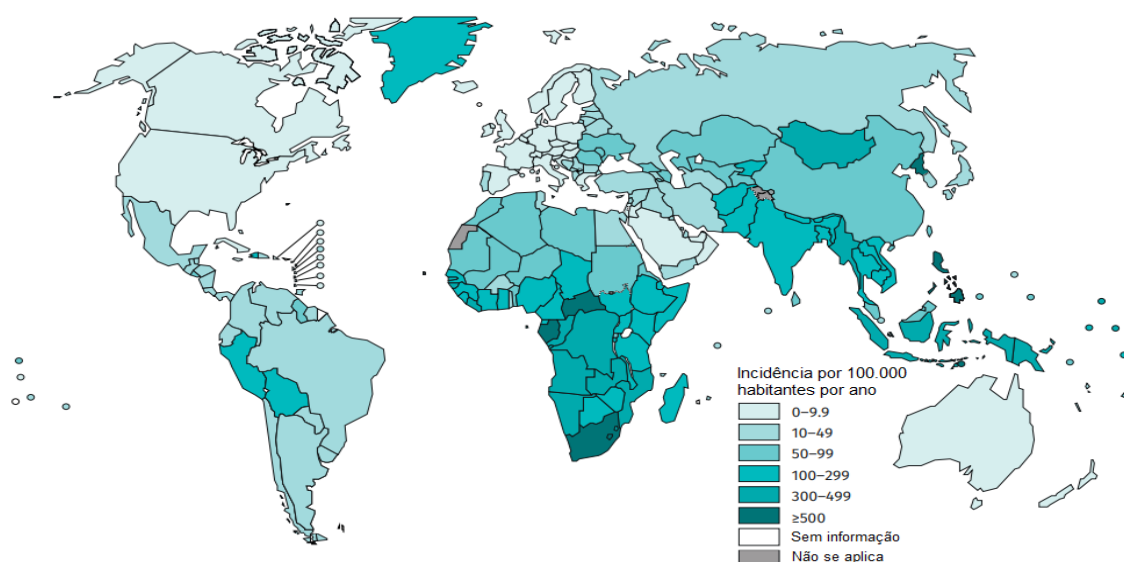 Incidência por 100.000
habitantes por ano
0–9.9
10–49
50–99
100–299
300–499
≥500
Sem informação
Não se aplica